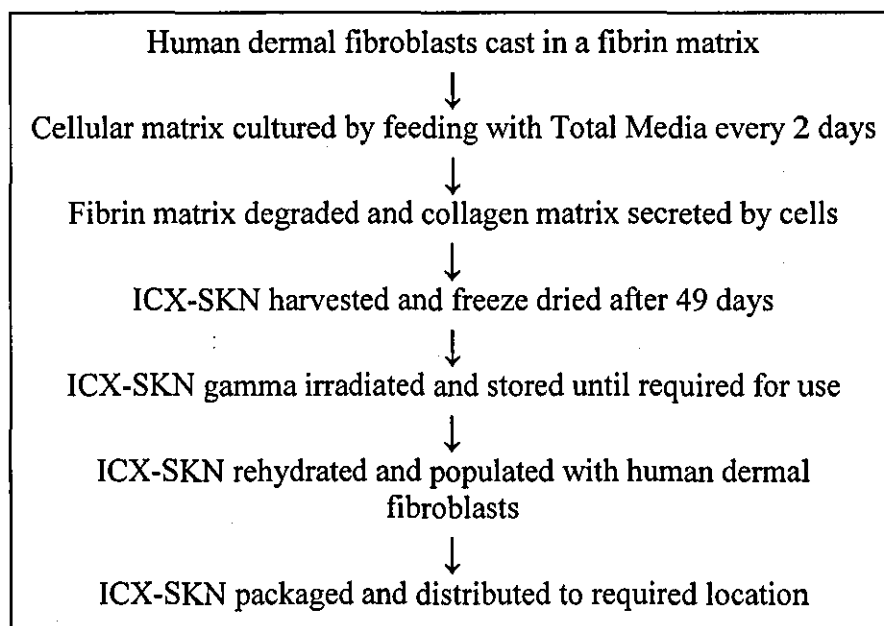 Human dermal fibroblasts cast in a fibrin matrix
↓
Cellular matrix cultured by feeding with Total Media every 2 days
↓
Fibrin matrix degraded and collagen matrix secreted by cells
↓
ICX-SKN harvested and freeze dried after 49 days
↓
ICX-SKN gamma irradiated and stored until required for use
↓
ICX-SKN rehydrated and populated with human dermal
fibroblasts
↓
ICX-SKN packaged and distributed to required location